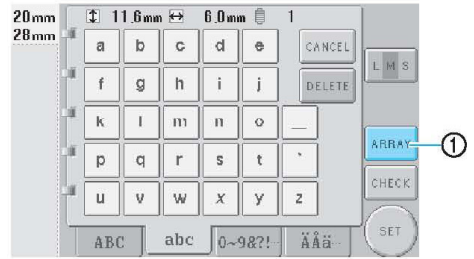 20mm 11.6mm 6.0mm 1
28mm
a b c d e CANCEL
L M S
f g h i j DELETE
k l m n o _
ARRAY 1
p q r s t `
CHECK
u v w x y z
SET
ABC abc 0~9&?!- ÄÅä-